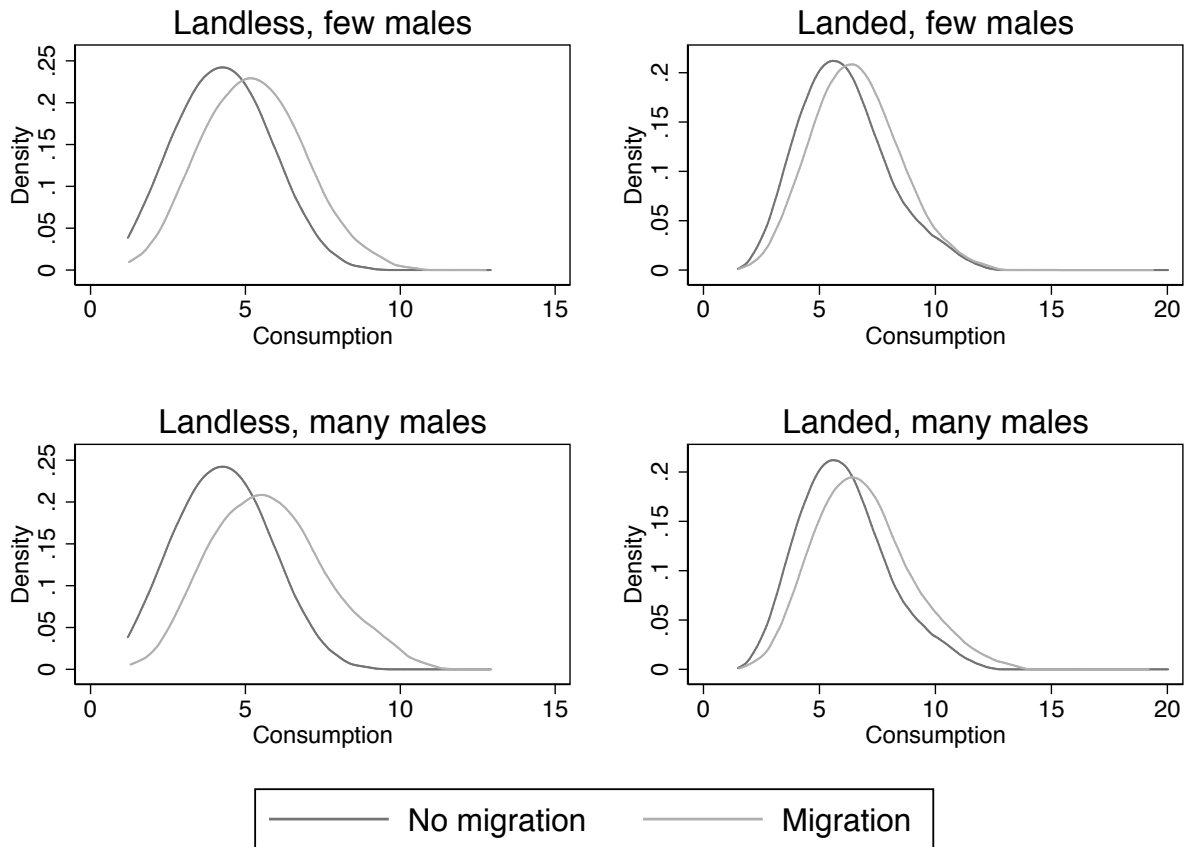 Landless, few males
Density
0 .05 .1 .15 .2 .25
0 5 10 15
Consumption
Landed, few males
Density
0 .05 .1 .15 .2
0 5 10 15 20
Consumption
Landless, many males
Density
0 .05 .1 .15 .2 .25
0 5 10 15
Consumption
Landed, many males
Density
0 .05 .1 .15 .2
0 5 10 15 20
Consumption
No migration Migration